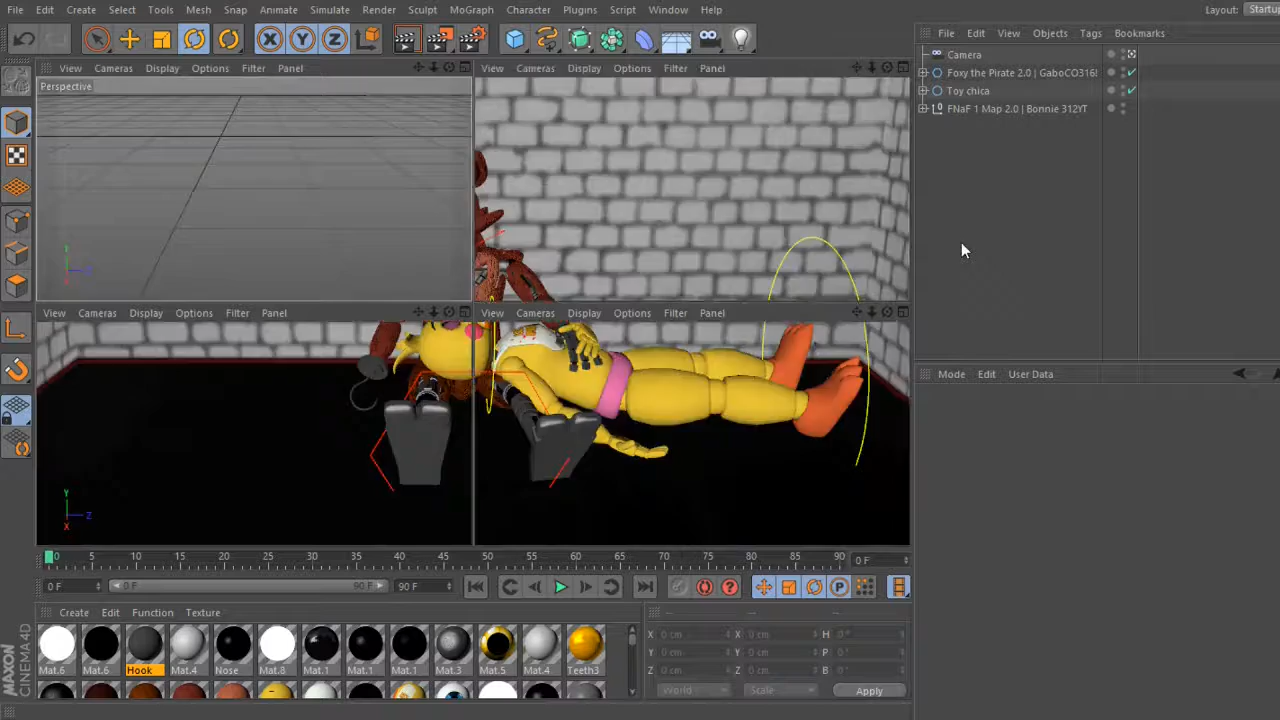 File Edit Create Select Tools Mesh Snap Animate Simulate Render Sculpt MoGraph Character Plugins Script Window Help Layout: Startu
File Edit View Objects Tags Bookmarks
Camera
Foxy the Pirate 2.0 | GaboCO316
Toy chica
FNaF 1 Map 2.0 | Bonnie 312YT
View Cameras Display Options Filter Panel
Perspective
View Cameras Display Options Filter Panel
View Cameras Display Options Filter Panel
View Cameras Display Options Filter Panel
Y
Z
X
Mode Edit User Data
0 5 10 15 20 25 30 35 40 45 50 55 60 65 70 75 80 85 90 0 F
0 F 0 F 90 F 90 F
Create Edit Function Texture
Mat.6 Mat.6 Hook Mat.4 Nose Mat.8 Mat.1 Mat.1 Mat.1 Mat.3 Mat.5 Mat.4 Teeth3
X 0 cm X 0 cm H 0°
Y 0 cm Y 0 cm P 0°
Z 0 cm Z 0 cm B 0°
World Scale Apply
MAXON
CINEMA4D